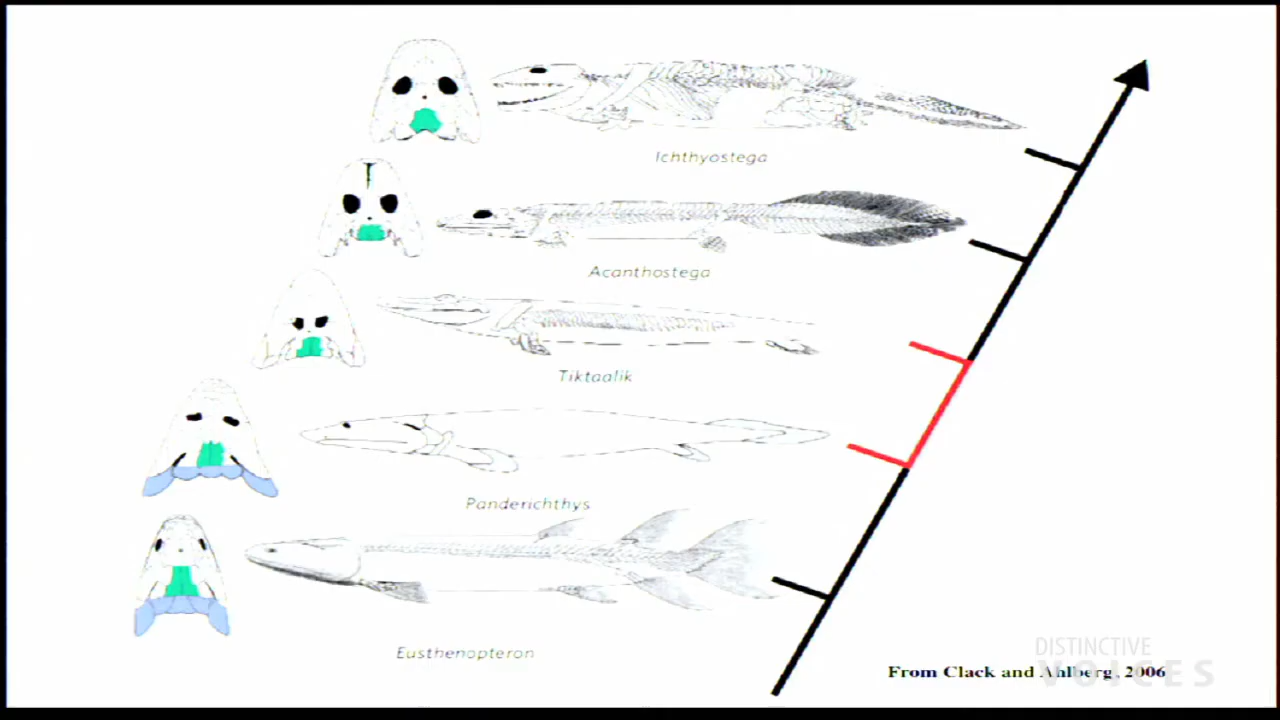 Ichthyostega
Acanthostega
Tiktaalik
Panderichthys
Eusthenopteron
From Clack and Ahlberg, 2006
DISTINCTIVE
VOICES